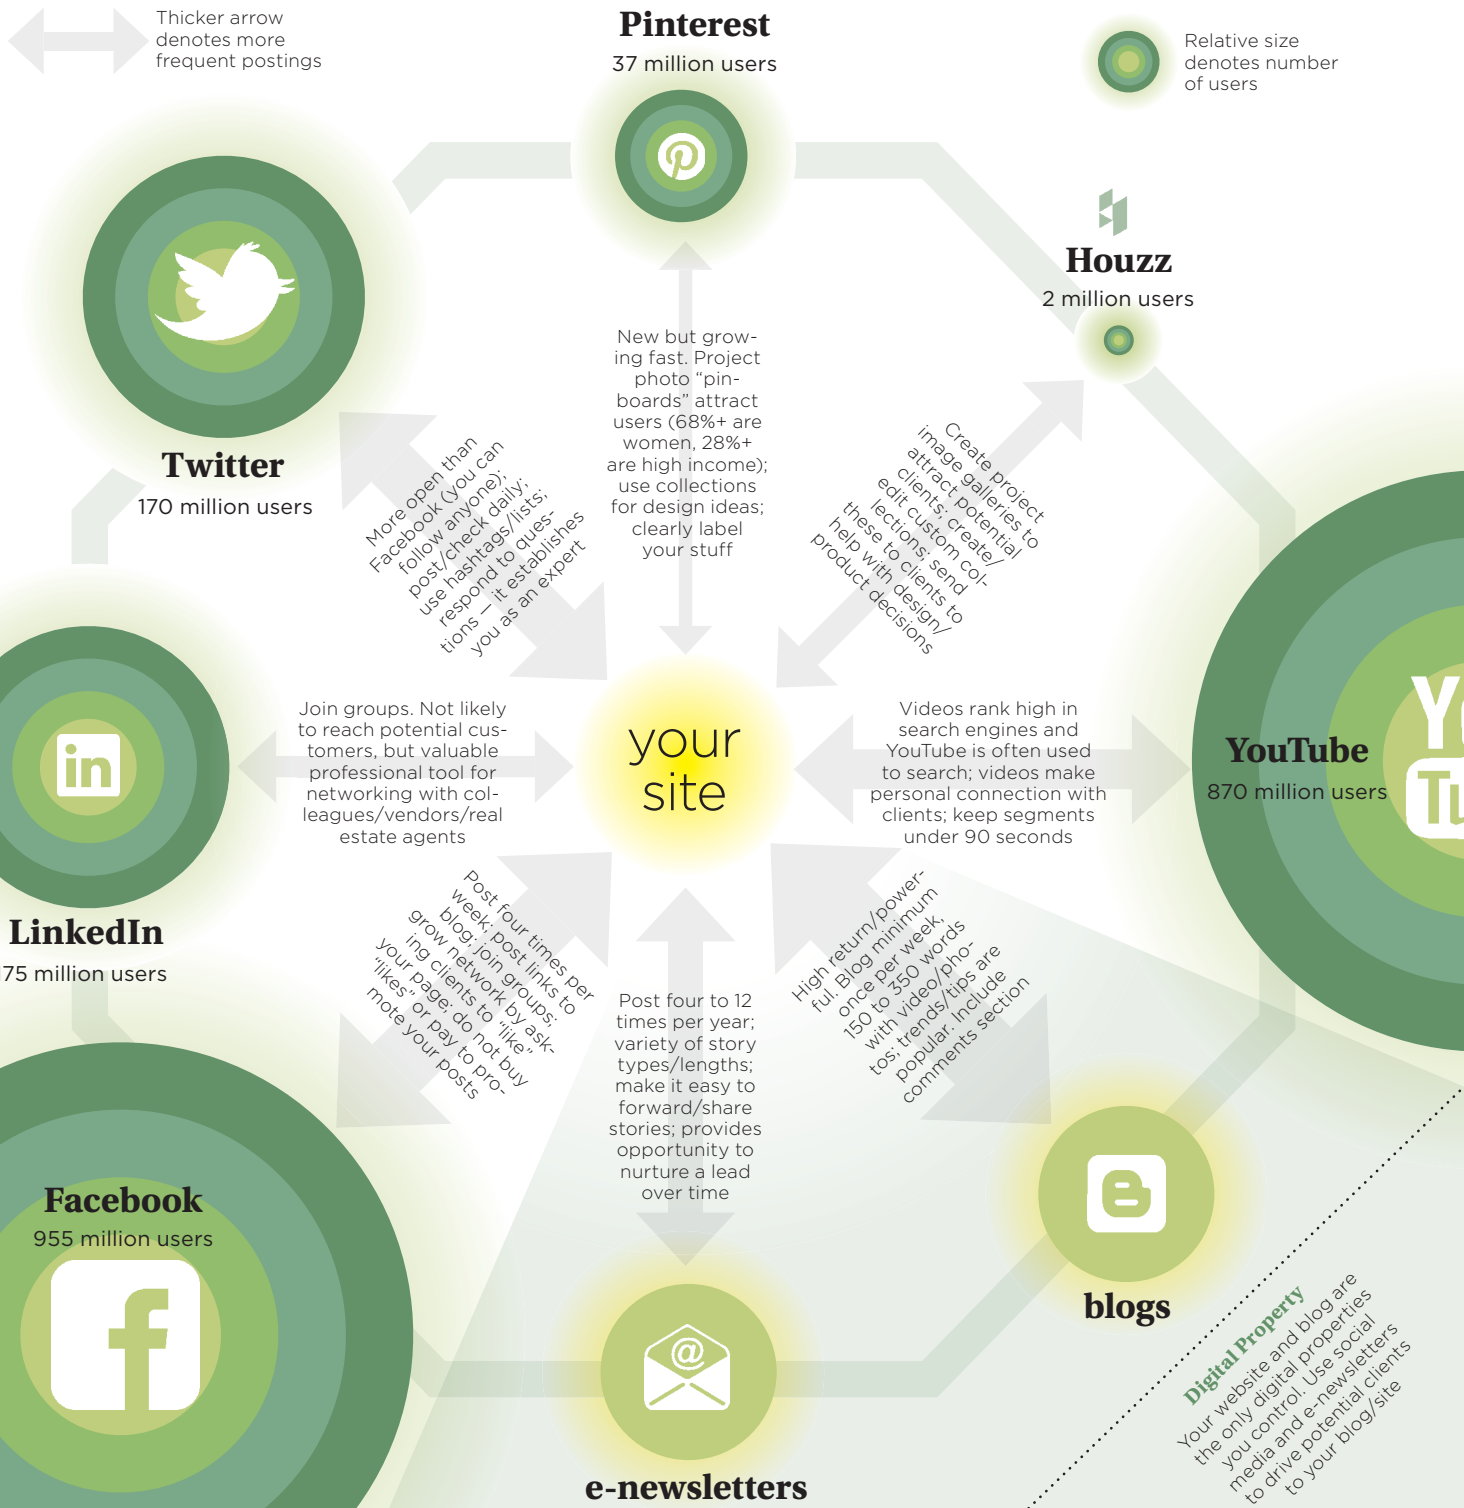 Thicker arrow
denotes more
frequent postings
Pinterest
37 million users
Relative size
denotes number
of users
Houzz
2 million users
Twitter
170 million users
New but grow-
ing fast. Project
photo “pin-
boards” attract
users (68%+ are
women, 28%+
are high income);
use collections
for design ideas;
clearly label
your stuff
More open than
Facebook (you can
follow anyone);
post/check daily;
use hashtags/lists;
respond to ques-
tions — it establishes
you as an expert
Create project
image galleries to
attract potential
clients; create/
edit custom col-
lections; send
these to clients to
help with design/
product decisions
your
site
in
Join groups. Not likely
to reach potential cus-
tomers, but valuable
professional tool for
networking with col-
leagues/vendors/real
estate agents
Videos rank high in
search engines and
YouTube is often used
to search; videos make
personal connection with
clients; keep segments
under 90 seconds
YouTube
870 million users
LinkedIn
175 million users
Post four times per
week; post links to
blog; join groups;
grow network by ask-
ing clients to “like”
your page; do not buy
“likes” or pay to pro-
mote your posts
Post four to 12
times per year;
variety of story
types/lengths;
make it easy to
forward/share
stories; provides
opportunity to
nurture a lead
over time
High return/power-
ful. Blog minimum
once per week,
150 to 350 words
with video/pho-
tos; trends/tips are
popular. Include
comments section
Facebook
955 million users
f
B
blogs
@
e-newsletters
Digital Property
Your website and blog are
the only digital properties
you control. Use social
media and e-newsletters
to drive potential clients
to your blog/site